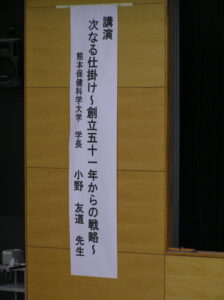 講演
次なる仕掛け～創立五十一年からの戦略～
熊本保健科学大学 学長
小野 友道 先生